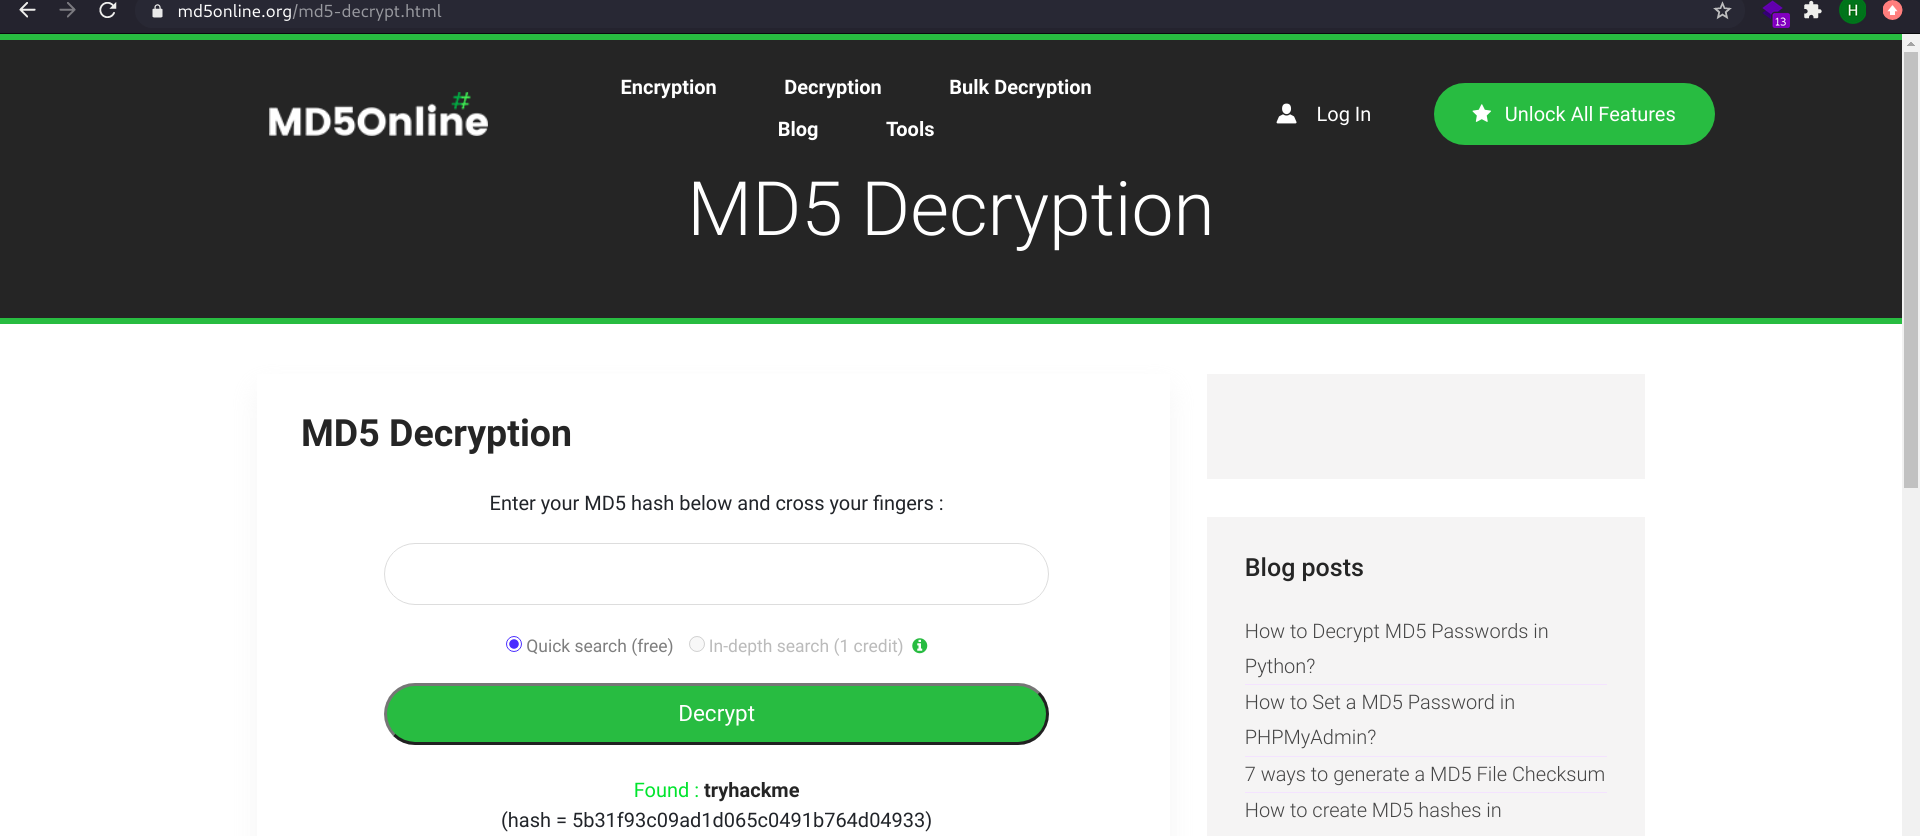 md5online.org/md5-decrypt.html
13
H
MD5Online#
Encryption Decryption Bulk Decryption
Blog Tools
Log In
Unlock All Features
MD5 Decryption
MD5 Decryption
Enter your MD5 hash below and cross your fingers :
Quick search (free) In-depth search (1 credit)
Decrypt
Found : tryhackme
(hash = 5b31f93c09ad1d065c0491b764d04933)
Blog posts
How to Decrypt MD5 Passwords in
Python?
How to Set a MD5 Password in
PHPMyAdmin?
7 ways to generate a MD5 File Checksum
How to create MD5 hashes in